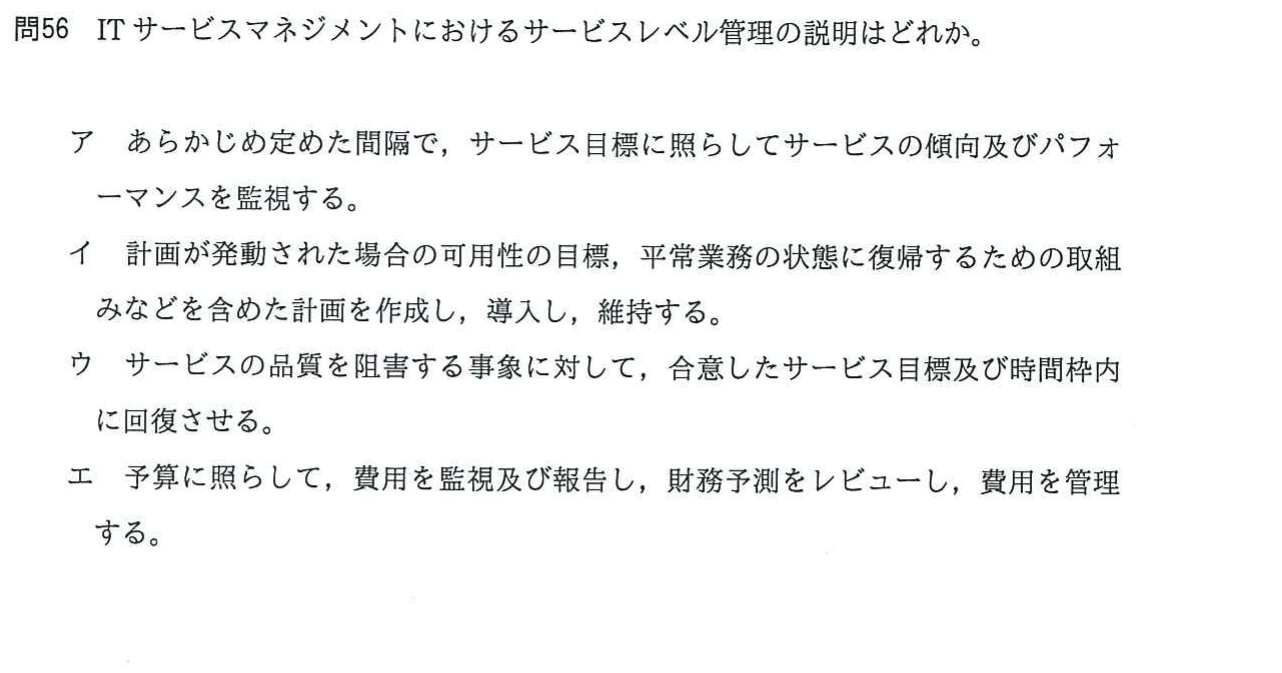 問56 ITサービスマネジメントにおけるサービスレベル管理の説明はどれか。
ア あらかじめ定めた間隔で，サービス目標に照らしてサービスの傾向及びパフォ
ーマンスを監視する。
イ 計画が発動された場合の可用性の目標，平常業務の状態に復帰するための取組
みなどを含めた計画を作成し，導入し，維持する。
ウ サービスの品質を阻害する事象に対して，合意したサービス目標及び時間枠内
に回復させる。
エ 予算に照らして，費用を監視及び報告し，財務予測をレビューし，費用を管理
する。